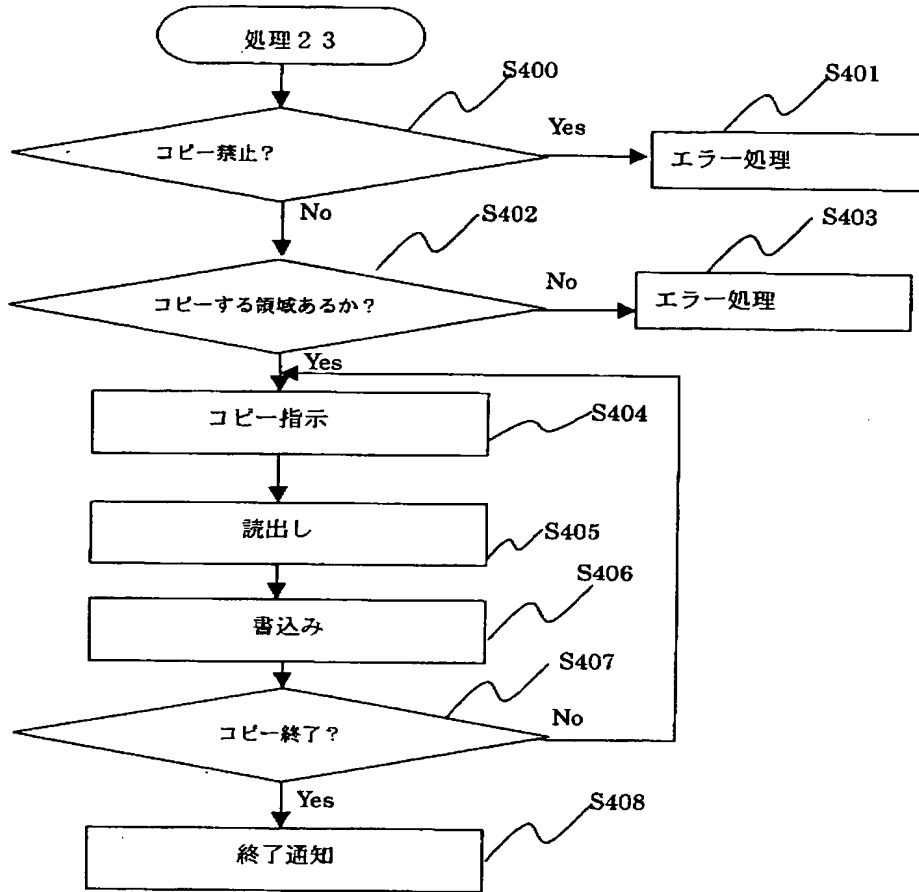 処理23
S400
S401
コピー禁止?
Yes
エラー処理
No
S402
S403
コピーする領域あるか?
No
エラー処理
Yes
コピー指示
S404
読出し
S405
S406
書込み
S407
コピー終了?
No
Yes
S408
終了通知